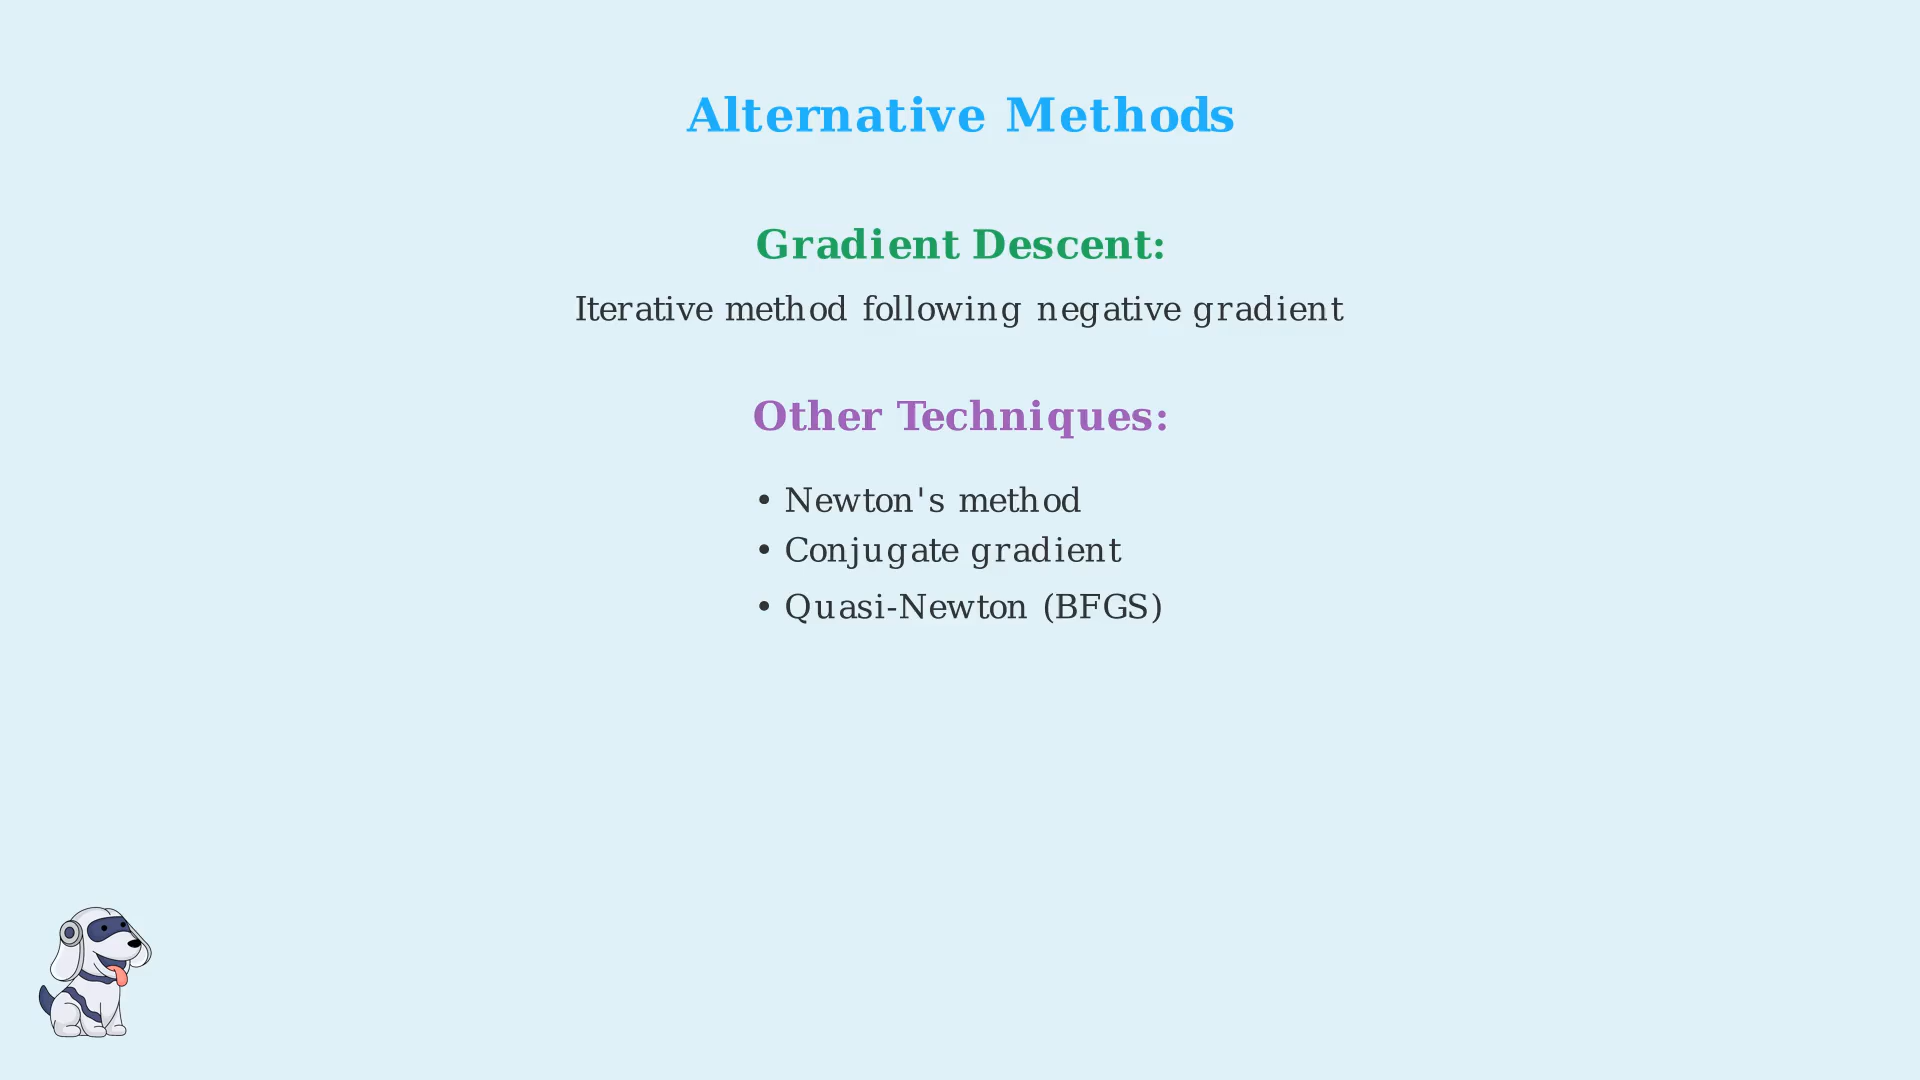 Alternative Methods
Gradient Descent:
Iterative method following negative gradient
Other Techniques:
• Newton's method
• Conjugate gradient
• Quasi-Newton (BFGS)